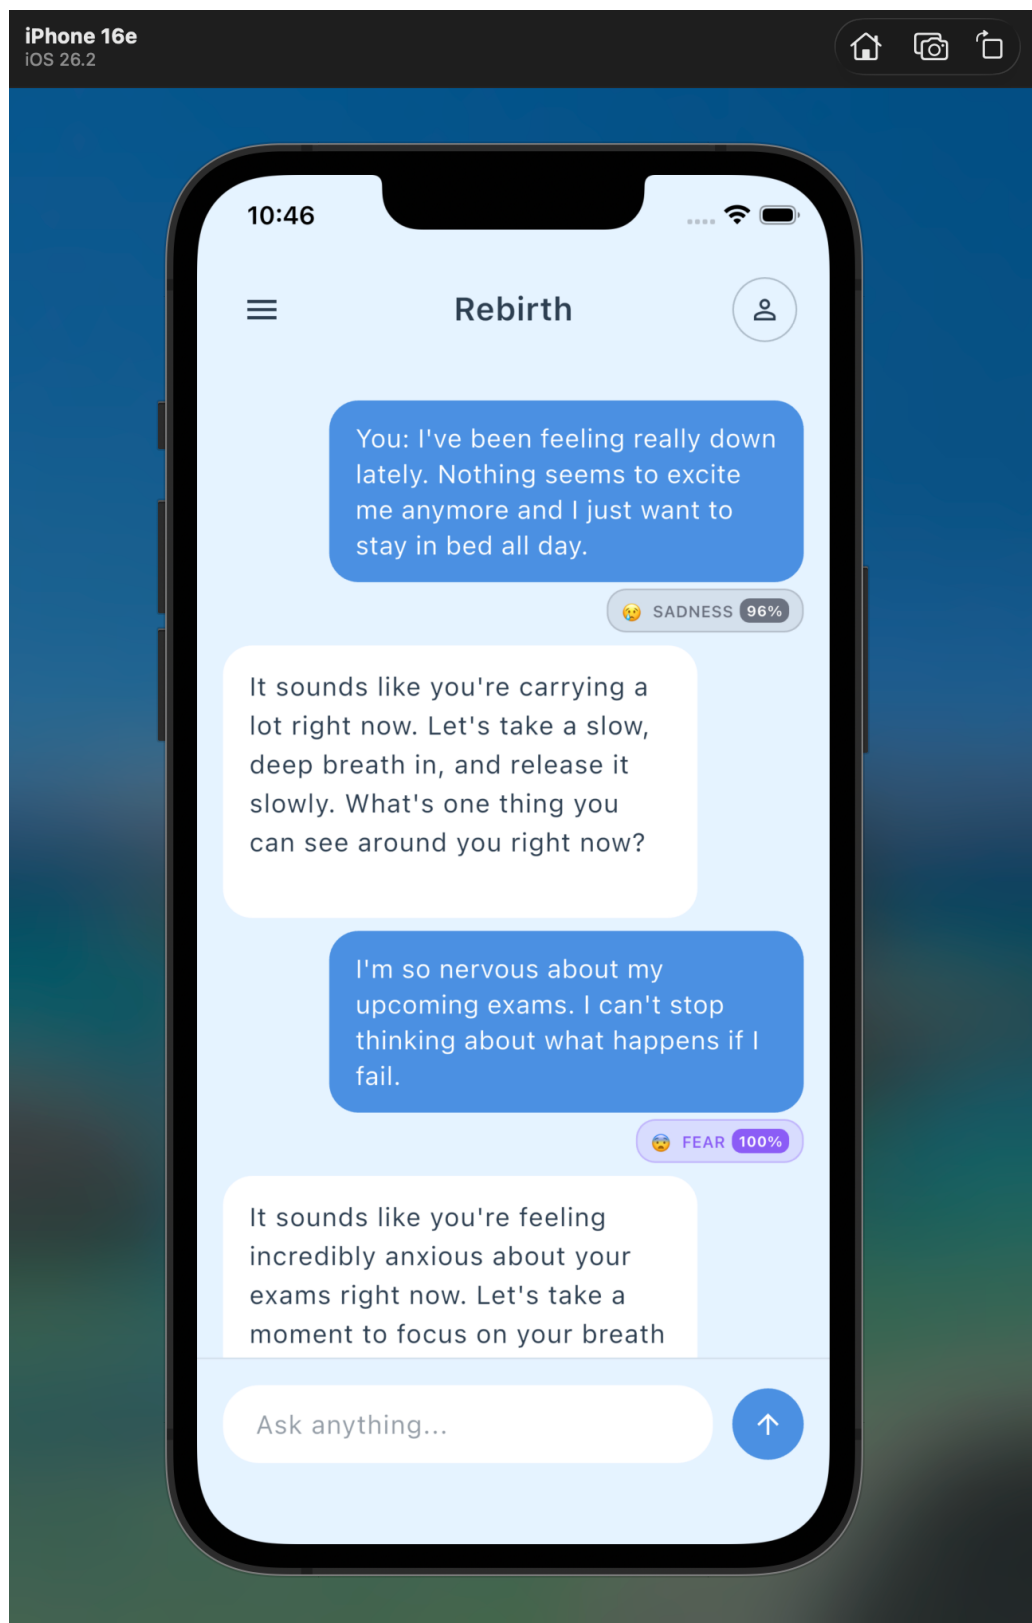 iPhone 16e
iOS 26.2
10:46
Rebirth
You: I've been feeling really down
lately. Nothing seems to excite
me anymore and I just want to
stay in bed all day.
😢 SADNESS 96%
It sounds like you're carrying a
lot right now. Let's take a slow,
deep breath in, and release it
slowly. What's one thing you
can see around you right now?
I'm so nervous about my
upcoming exams. I can't stop
thinking about what happens if I
fail.
😨 FEAR 100%
It sounds like you're feeling
incredibly anxious about your
exams right now. Let's take a
moment to focus on your breath
Ask anything...